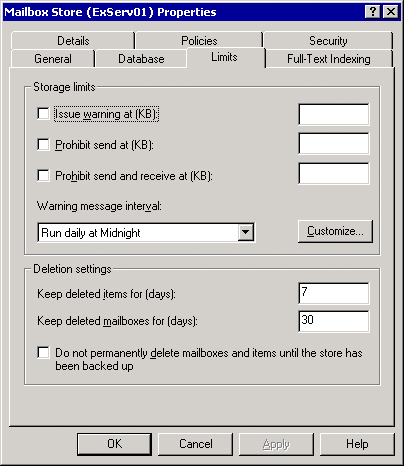 Mailbox Store (ExServ01) Properties
Details Policies Security
General Database Limits Full-Text Indexing
Storage limits
Issue warning at (KB):
Prohibit send at (KB):
Prohibit send and receive at (KB):
Warning message interval:
Run daily at Midnight Customize...
Deletion settings
Keep deleted items for (days): 7
Keep deleted mailboxes for (days): 30
Do not permanently delete mailboxes and items until the store has
been backed up
OK Cancel Apply Help